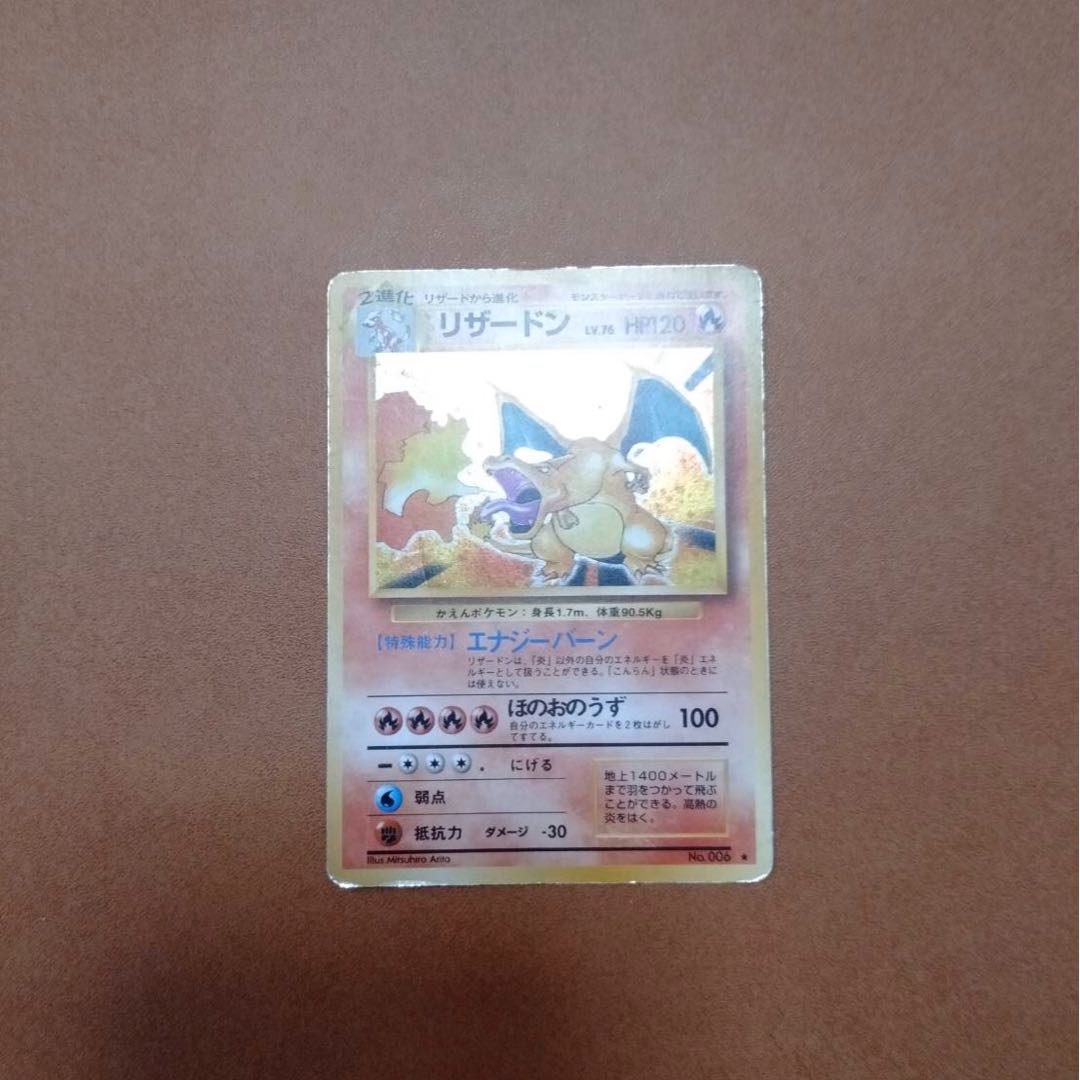 2進化 リザードから進化
リザードン LV.76 HP120
かえんポケモン：身長1.7m、体重90.5Kg
【特殊能力】 エナジーバーン
リザードンは、「炎」以外の自分のエネルギーを「炎」エネ
ルギーとして扱うことができる。「こんらん」状態のときに
は使えない。
ほのおのうず 100
自分のエネルギーカードを2枚はがし
てすてる。
にげる
弱点
抵抗力 ダメージ -30
地上1400メートル
まで羽をつかって飛ぶ
ことができる。高熱の
炎をはく。
Illus. Mitsuhiro Arita No. 006 ★